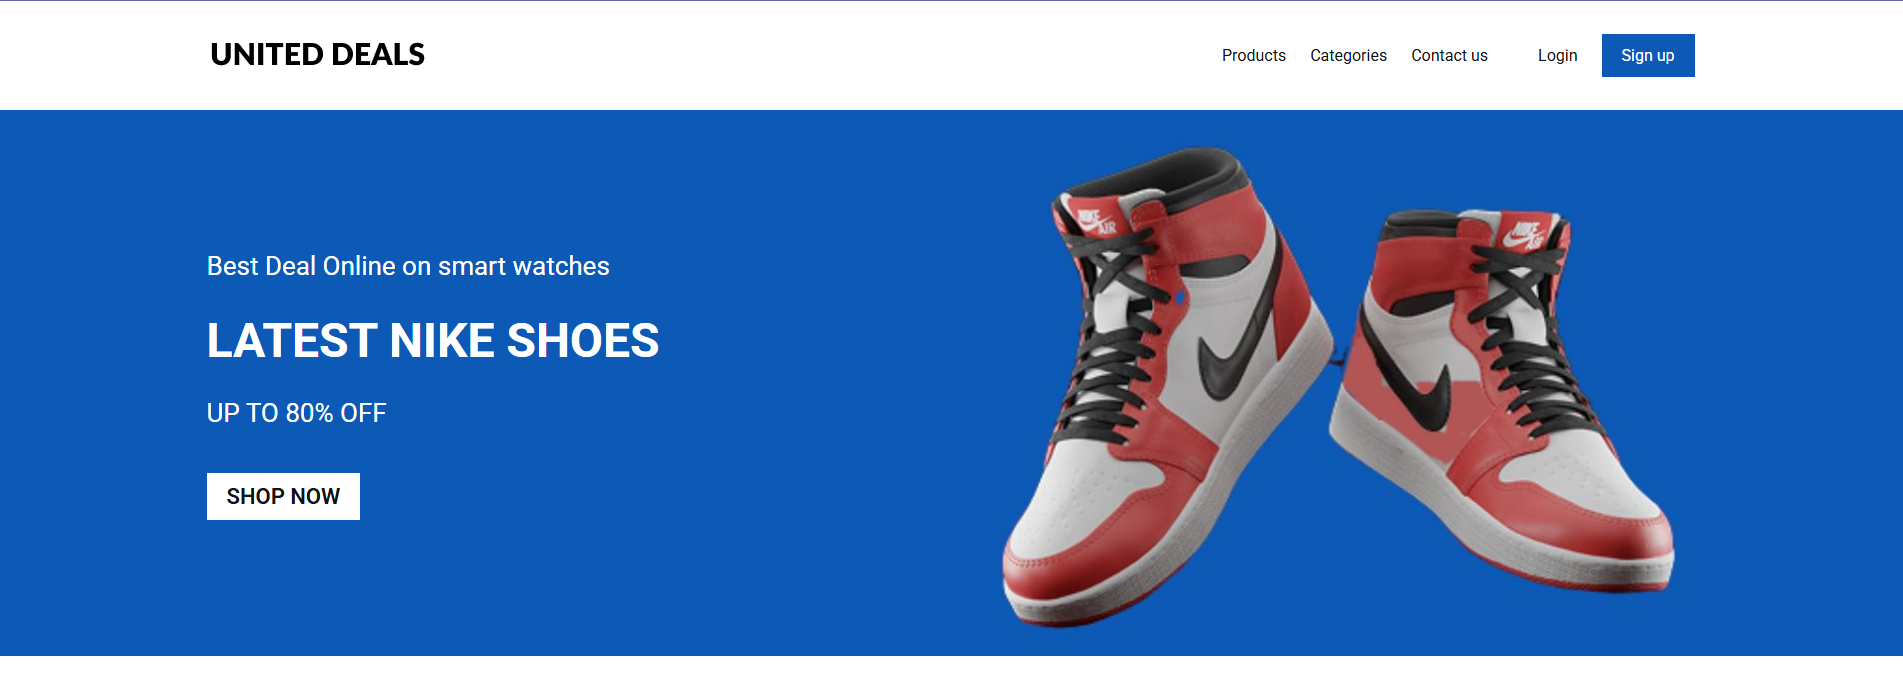 UNITED DEALS
Products Categories Contact us Login Sign up
Best Deal Online on smart watches
LATEST NIKE SHOES
UP TO 80% OFF
SHOP NOW
NIKE
AIR
NIKE
AIR